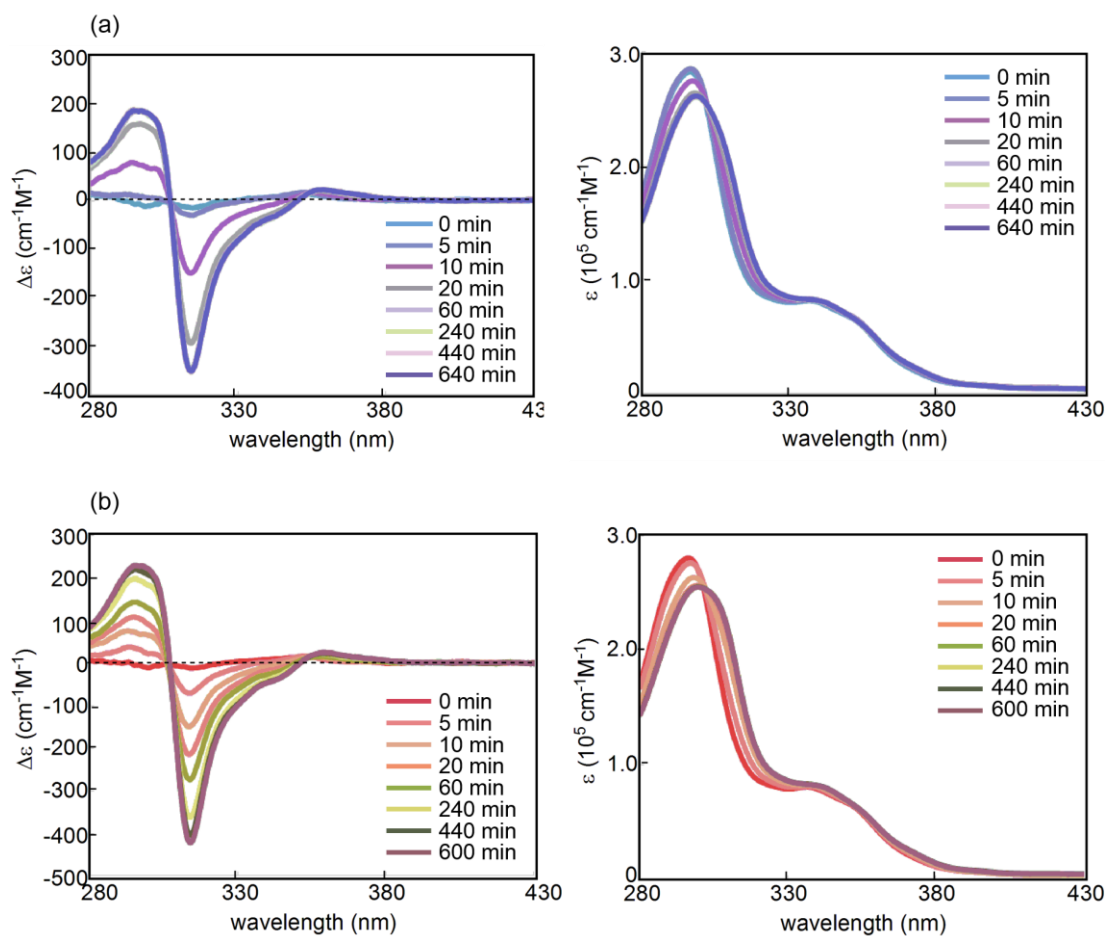 (a)
300
200
100
0
-100
-200
-300
-400
Δε (cm⁻¹M⁻¹)
280
330
380
43
wavelength (nm)
0 min
5 min
10 min
20 min
60 min
240 min
440 min
640 min
3.0
2.0
1.0
0
ε (10⁵ cm⁻¹M⁻¹)
280
330
380
430
wavelength (nm)
0 min
5 min
10 min
20 min
60 min
240 min
440 min
640 min
(b)
300
200
100
0
-100
-200
-300
-400
-500
Δε (cm⁻¹M⁻¹)
280
330
380
43
wavelength (nm)
0 min
5 min
10 min
20 min
60 min
240 min
440 min
600 min
3.0
2.0
1.0
0
ε (10⁵ cm⁻¹M⁻¹)
280
330
380
430
wavelength (nm)
0 min
5 min
10 min
20 min
60 min
240 min
440 min
600 min